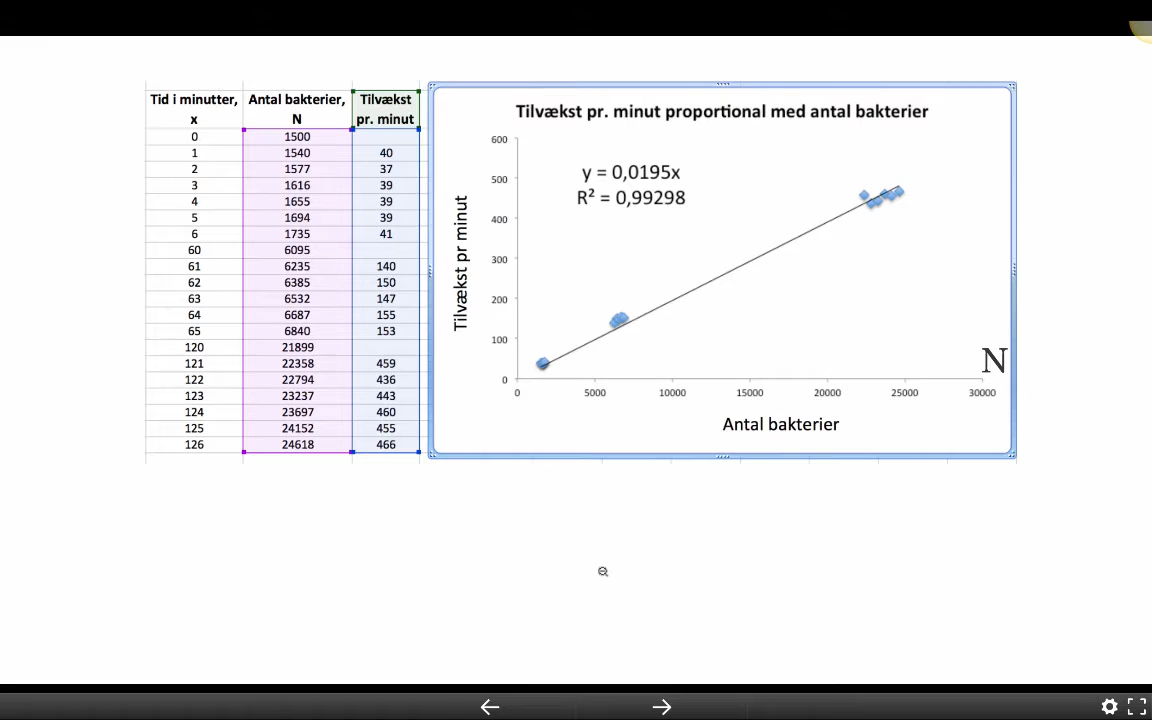 Tid i minutter, x Antal bakterier, N Tilvækst pr. minut
0 1500
1 1540 40
2 1577 37
3 1616 39
4 1655 39
5 1694 39
6 1735 41
60 6095
61 6235 140
62 6385 150
63 6532 147
64 6687 155
65 6840 153
120 21899
121 22358 459
122 22794 436
123 23237 443
124 23697 460
125 24152 455
126 24618 466
Tilvækst pr. minut proportional med antal bakterier
y = 0,0195x
R² = 0,99298
Tilvækst pr minut
600
500
400
300
200
100
0
0 5000 10000 15000 20000 25000 30000
N
Antal bakterier